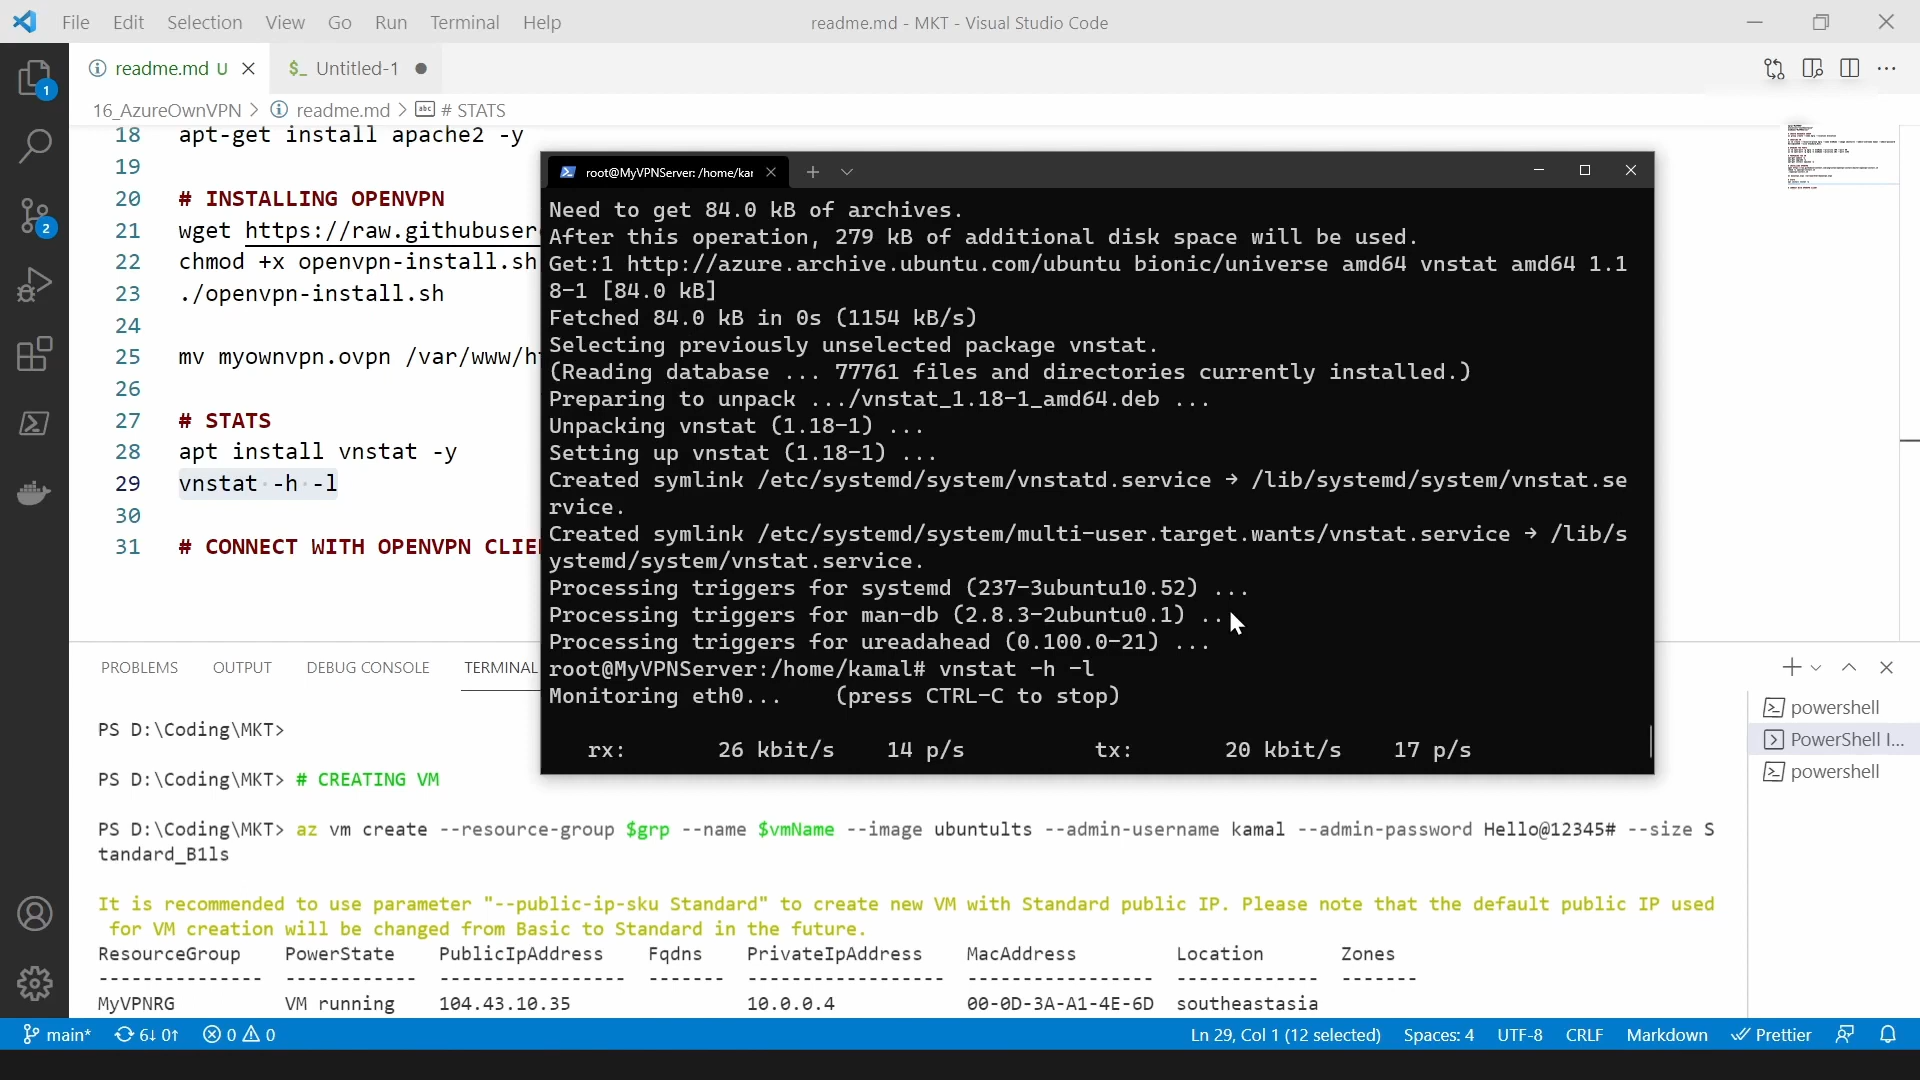 File Edit Selection View Go Run Terminal Help
readme.md - MKT - Visual Studio Code
readme.md U
$_ Untitled-1
16_AzureOwnVPN > readme.md > # STATS
1
2
18 apt-get install apache2 -y
19
20 # INSTALLING OPENVPN
21 wget https://raw.githubuser
22 chmod +x openvpn-install.sh
23 ./openvpn-install.sh
24
25 mv myownvpn.ovpn /var/www/h
26
27 # STATS
28 apt install vnstat -y
29 vnstat -h -l
30
31 # CONNECT WITH OPENVPN CLIE
root@MyVPNServer: /home/kar
Need to get 84.0 kB of archives.
After this operation, 279 kB of additional disk space will be used.
Get:1 http://azure.archive.ubuntu.com/ubuntu bionic/universe amd64 vnstat amd64 1.1
8-1 [84.0 kB]
Fetched 84.0 kB in 0s (1154 kB/s)
Selecting previously unselected package vnstat.
(Reading database ... 77761 files and directories currently installed.)
Preparing to unpack .../vnstat_1.18-1_amd64.deb ...
Unpacking vnstat (1.18-1) ...
Setting up vnstat (1.18-1) ...
Created symlink /etc/systemd/system/vnstatd.service → /lib/systemd/system/vnstat.se
rvice.
Created symlink /etc/systemd/system/multi-user.target.wants/vnstat.service → /lib/s
ystemd/system/vnstat.service.
Processing triggers for systemd (237-3ubuntu10.52) ...
Processing triggers for man-db (2.8.3-2ubuntu0.1) ...
Processing triggers for ureadahead (0.100.0-21) ...
root@MyVPNServer:/home/kamal# vnstat -h -l
Monitoring eth0... (press CTRL-C to stop)
rx: 26 kbit/s 14 p/s tx: 20 kbit/s 17 p/s
PROBLEMS OUTPUT DEBUG CONSOLE TERMINAL
PS D:\Coding\MKT>
PS D:\Coding\MKT> # CREATING VM
PS D:\Coding\MKT> az vm create --resource-group $grp --name $vmName --image ubuntults --admin-username kamal --admin-password Hello@12345# --size S
tandard_B1ls
It is recommended to use parameter "--public-ip-sku Standard" to create new VM with Standard public IP. Please note that the default public IP used
for VM creation will be changed from Basic to Standard in the future.
ResourceGroup PowerState PublicIpAddress Fqdns PrivateIpAddress MacAddress Location Zones
--------------- ------------ ----------------- ------- ------------------ ----------------- ------------- -------
MyVPNRG VM running 104.43.10.35 10.0.0.4 00-0D-3A-A1-4E-6D southeastasia
powershell
PowerShell I...
powershell
main* 6↓ 0↑ 0 0
Ln 29, Col 1 (12 selected) Spaces: 4 UTF-8 CRLF Markdown Prettier